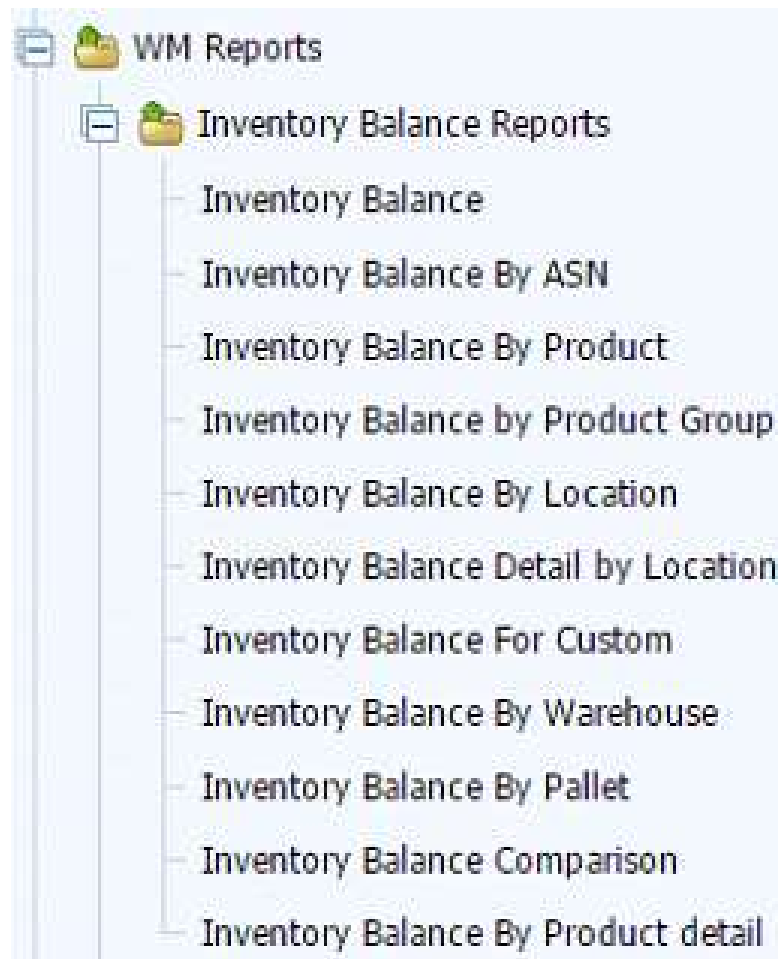 WM Reports
Inventory Balance Reports
Inventory Balance
Inventory Balance By ASN
Inventory Balance By Product
Inventory Balance by Product Group
Inventory Balance By Location
Inventory Balance Detail by Location
Inventory Balance For Custom
Inventory Balance By Warehouse
Inventory Balance By Pallet
Inventory Balance Comparison
Inventory Balance By Product detail